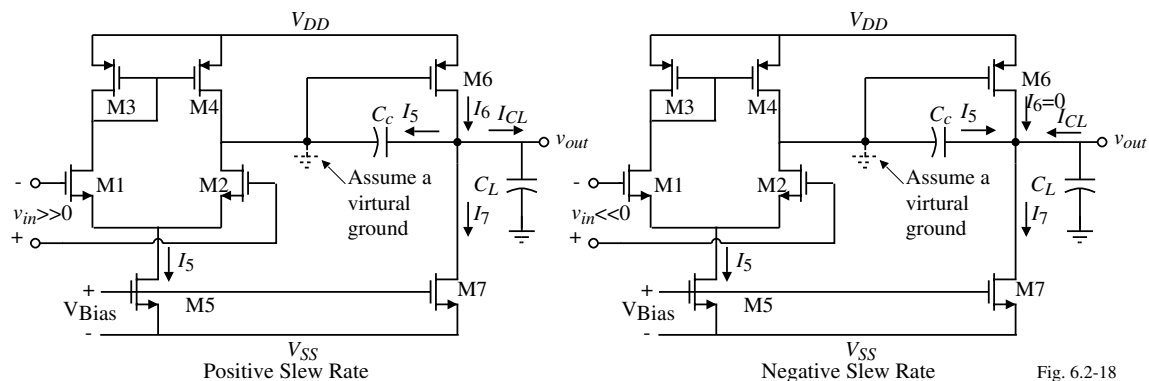 V_DD
M3
M4
M6
I_6
C_c
I_5
I_CL
v_out
-
M1
M2
Assume a
virtural
ground
C_L
v_in>>0
I_7
+
I_5
+
V_Bias
M5
M7
-
V_SS
Positive Slew Rate
V_DD
M3
M4
M6
I_6=0
C_c
I_5
I_CL
v_out
-
M1
M2
Assume a
virtural
ground
C_L
v_in<<0
I_7
+
I_5
+
V_Bias
M5
M7
-
V_SS
Negative Slew Rate
Fig. 6.2-18